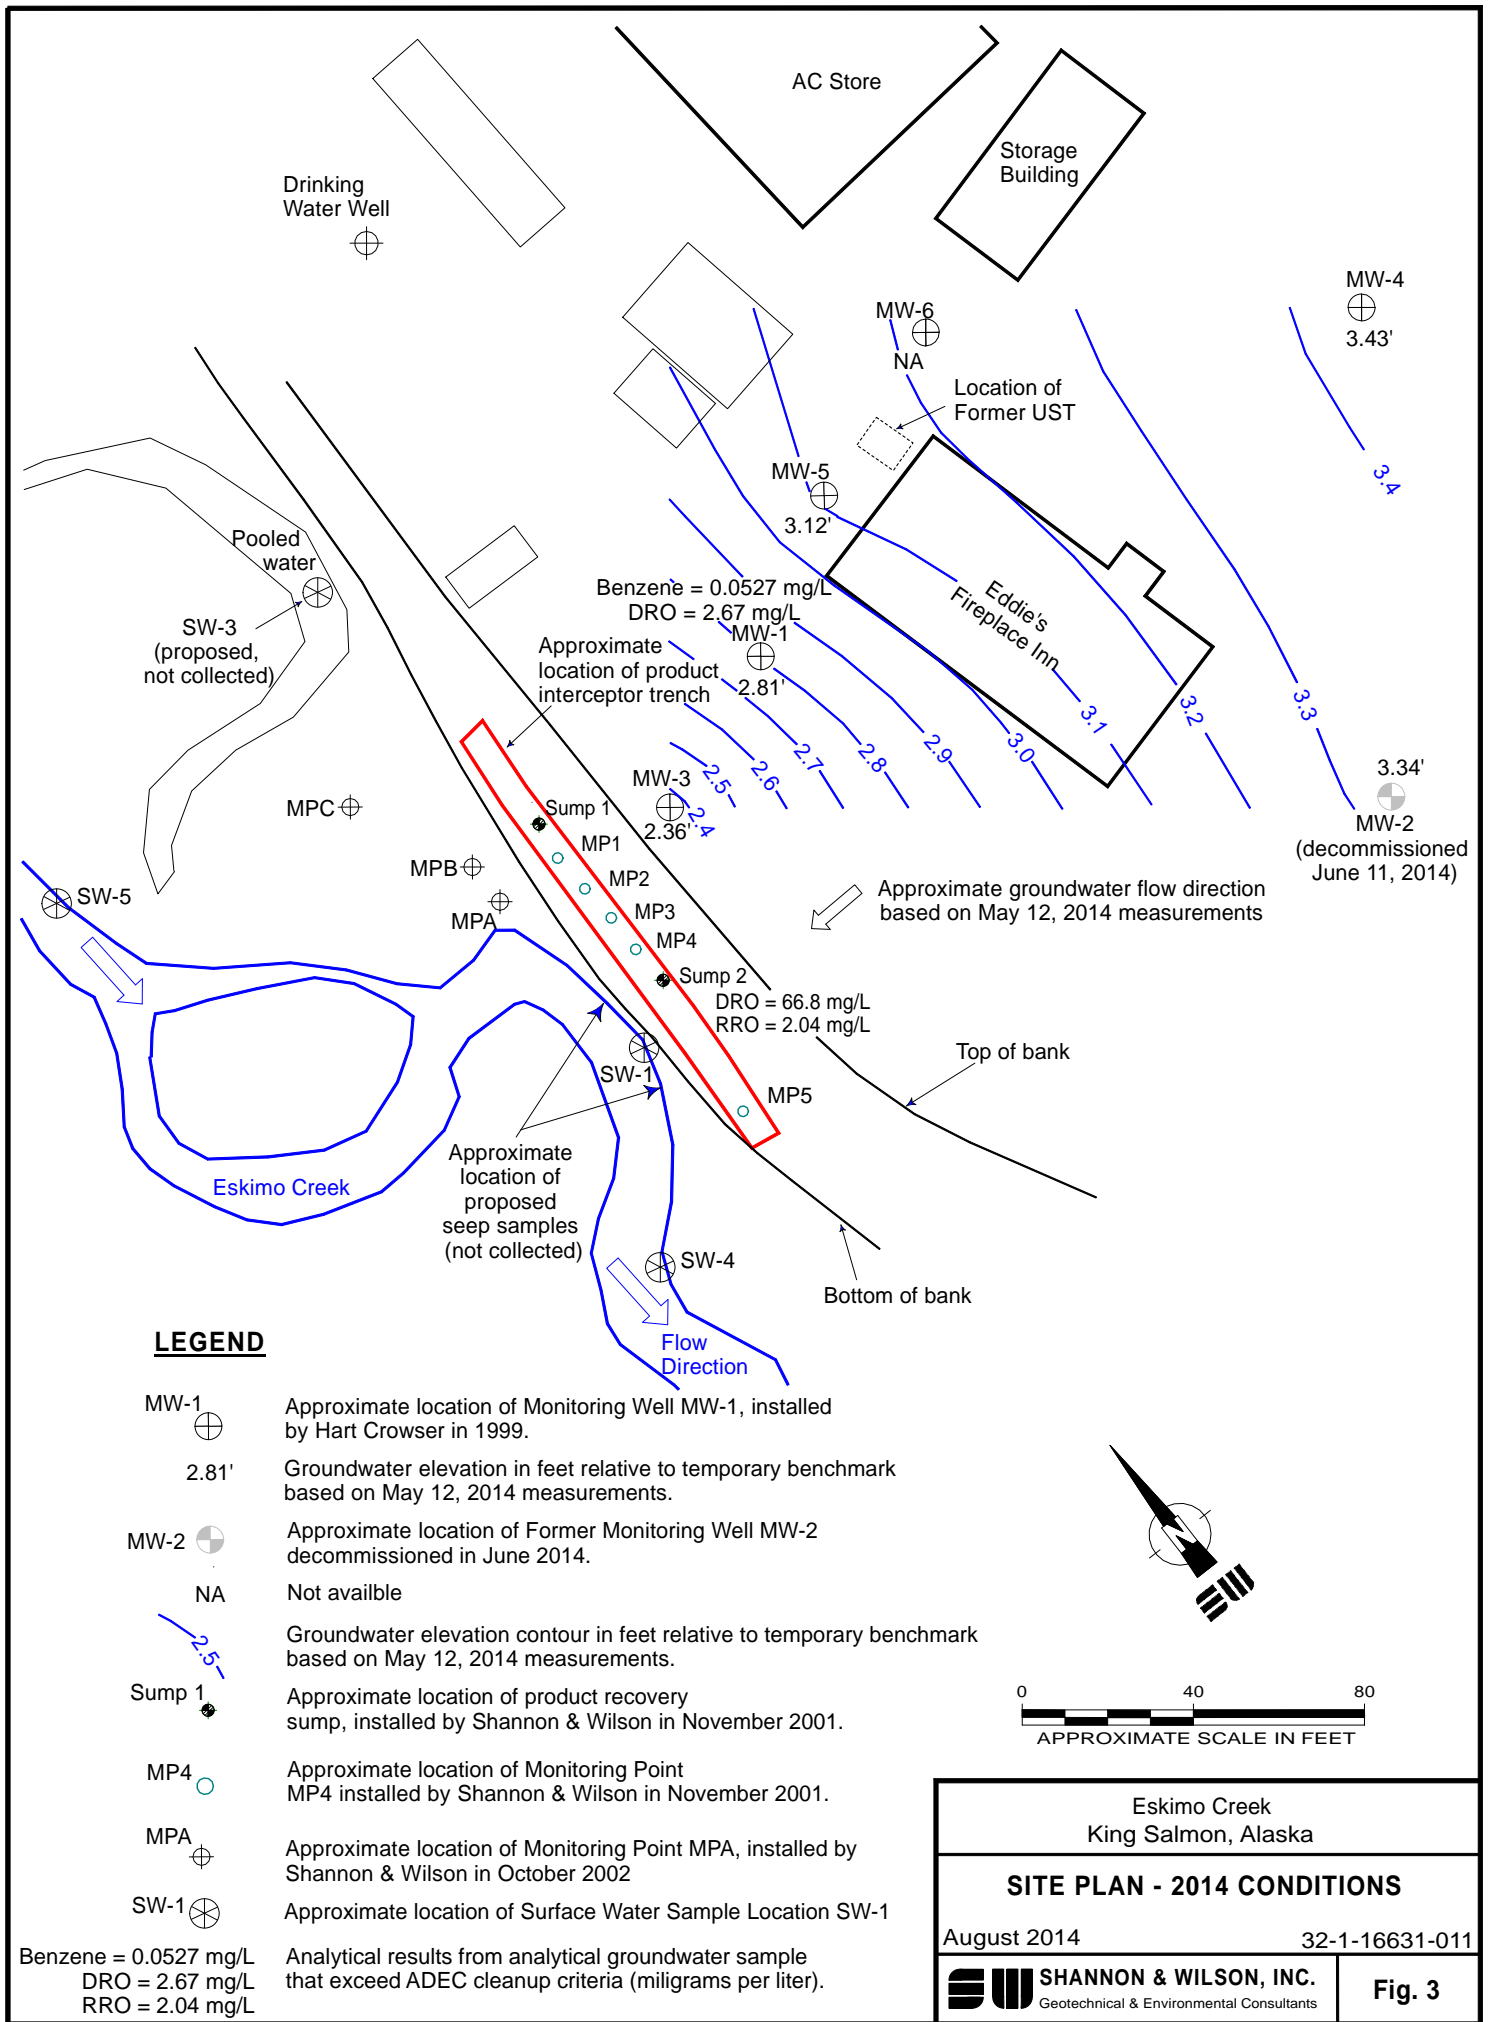 AC Store
Storage
Building
Drinking
Water Well
MW-4
3.43'
MW-6
NA
Location of
Former UST
3.4
MW-5
3.12'
Pooled
water
Benzene = 0.0527 mg/L
DRO = 2.67 mg/L
MW-1
2.81'
Eddie's
Fireplace Inn
SW-3
(proposed,
not collected)
Approximate
location of product
interceptor trench
3.3
3.2
3.1
3.0
2.9
2.8
2.7
2.6
2.5
2.4
MW-3
2.36'
3.34'
MW-2
(decommissioned
June 11, 2014)
MPC
Sump 1
MP1
MPB
MP2
SW-5
MPA
MP3
MP4
Approximate groundwater flow direction
based on May 12, 2014 measurements
Sump 2
DRO = 66.8 mg/L
RRO = 2.04 mg/L
Top of bank
SW-1
MP5
Approximate
location of
proposed
seep samples
(not collected)
Eskimo Creek
SW-4
Bottom of bank
Flow
Direction
LEGEND
MW-1
Approximate location of Monitoring Well MW-1, installed
by Hart Crowser in 1999.
2.81'
Groundwater elevation in feet relative to temporary benchmark
based on May 12, 2014 measurements.
MW-2
Approximate location of Former Monitoring Well MW-2
decommissioned in June 2014.
NA
Not availble
2.5
Groundwater elevation contour in feet relative to temporary benchmark
based on May 12, 2014 measurements.
Sump 1
Approximate location of product recovery
sump, installed by Shannon & Wilson in November 2001.
MP4
Approximate location of Monitoring Point
MP4 installed by Shannon & Wilson in November 2001.
MPA
Approximate location of Monitoring Point MPA, installed by
Shannon & Wilson in October 2002
SW-1
Approximate location of Surface Water Sample Location SW-1
Benzene = 0.0527 mg/L
DRO = 2.67 mg/L
RRO = 2.04 mg/L
Analytical results from analytical groundwater sample
that exceed ADEC cleanup criteria (miligrams per liter).
SW
0 40 80
APPROXIMATE SCALE IN FEET
Eskimo Creek
King Salmon, Alaska
SITE PLAN - 2014 CONDITIONS
August 2014 32-1-16631-011
SW SHANNON & WILSON, INC.
Geotechnical & Environmental Consultants
Fig. 3